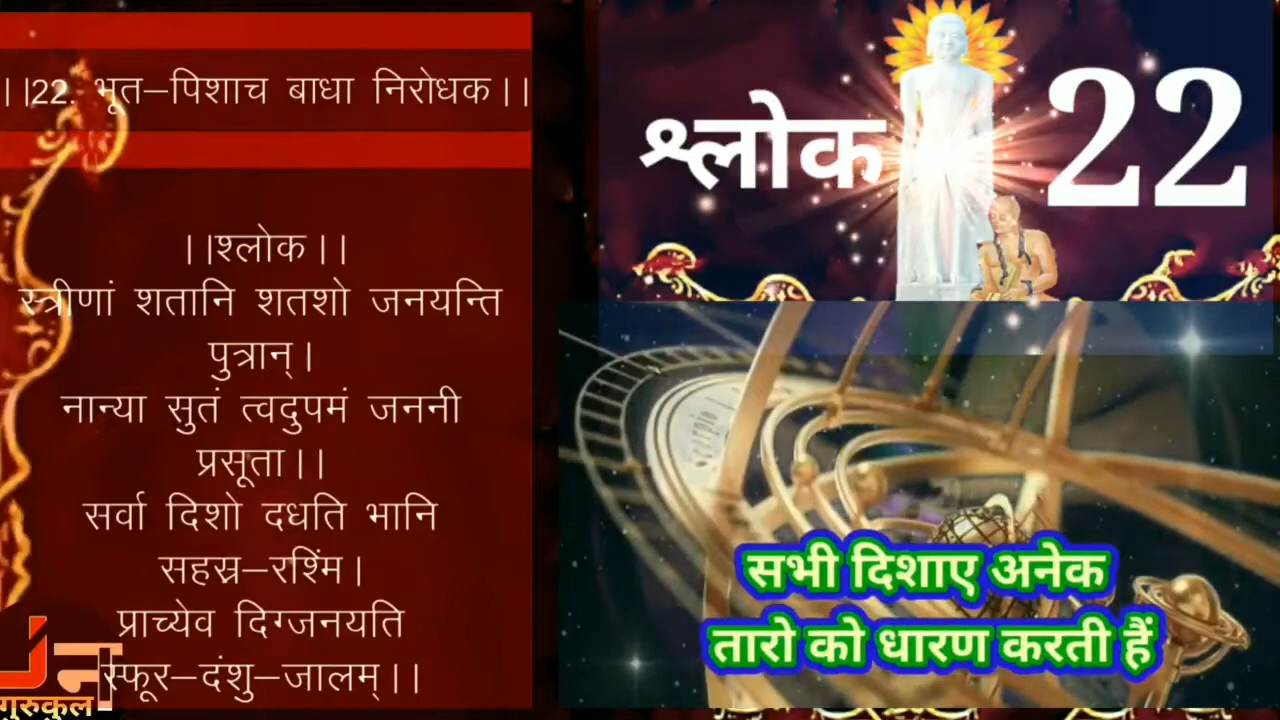 ||22. भूत–पिशाच बाधा निरोधक||
||श्लोक||
स्त्रीणां शतानि शतशो जनयन्ति
पुत्रान्।
नान्या सुतं त्वदुपमं जननी
प्रसूता||
सर्वा दिशो दधति भानि
सहस्र–रश्मिं।
प्राच्येव दिग्जनयति
स्फूर–दंशु–जालम्||
श्लोक 22
सभी दिशाए अनेक
तारो को धारण करती हैं
जैन
गुरुकुल